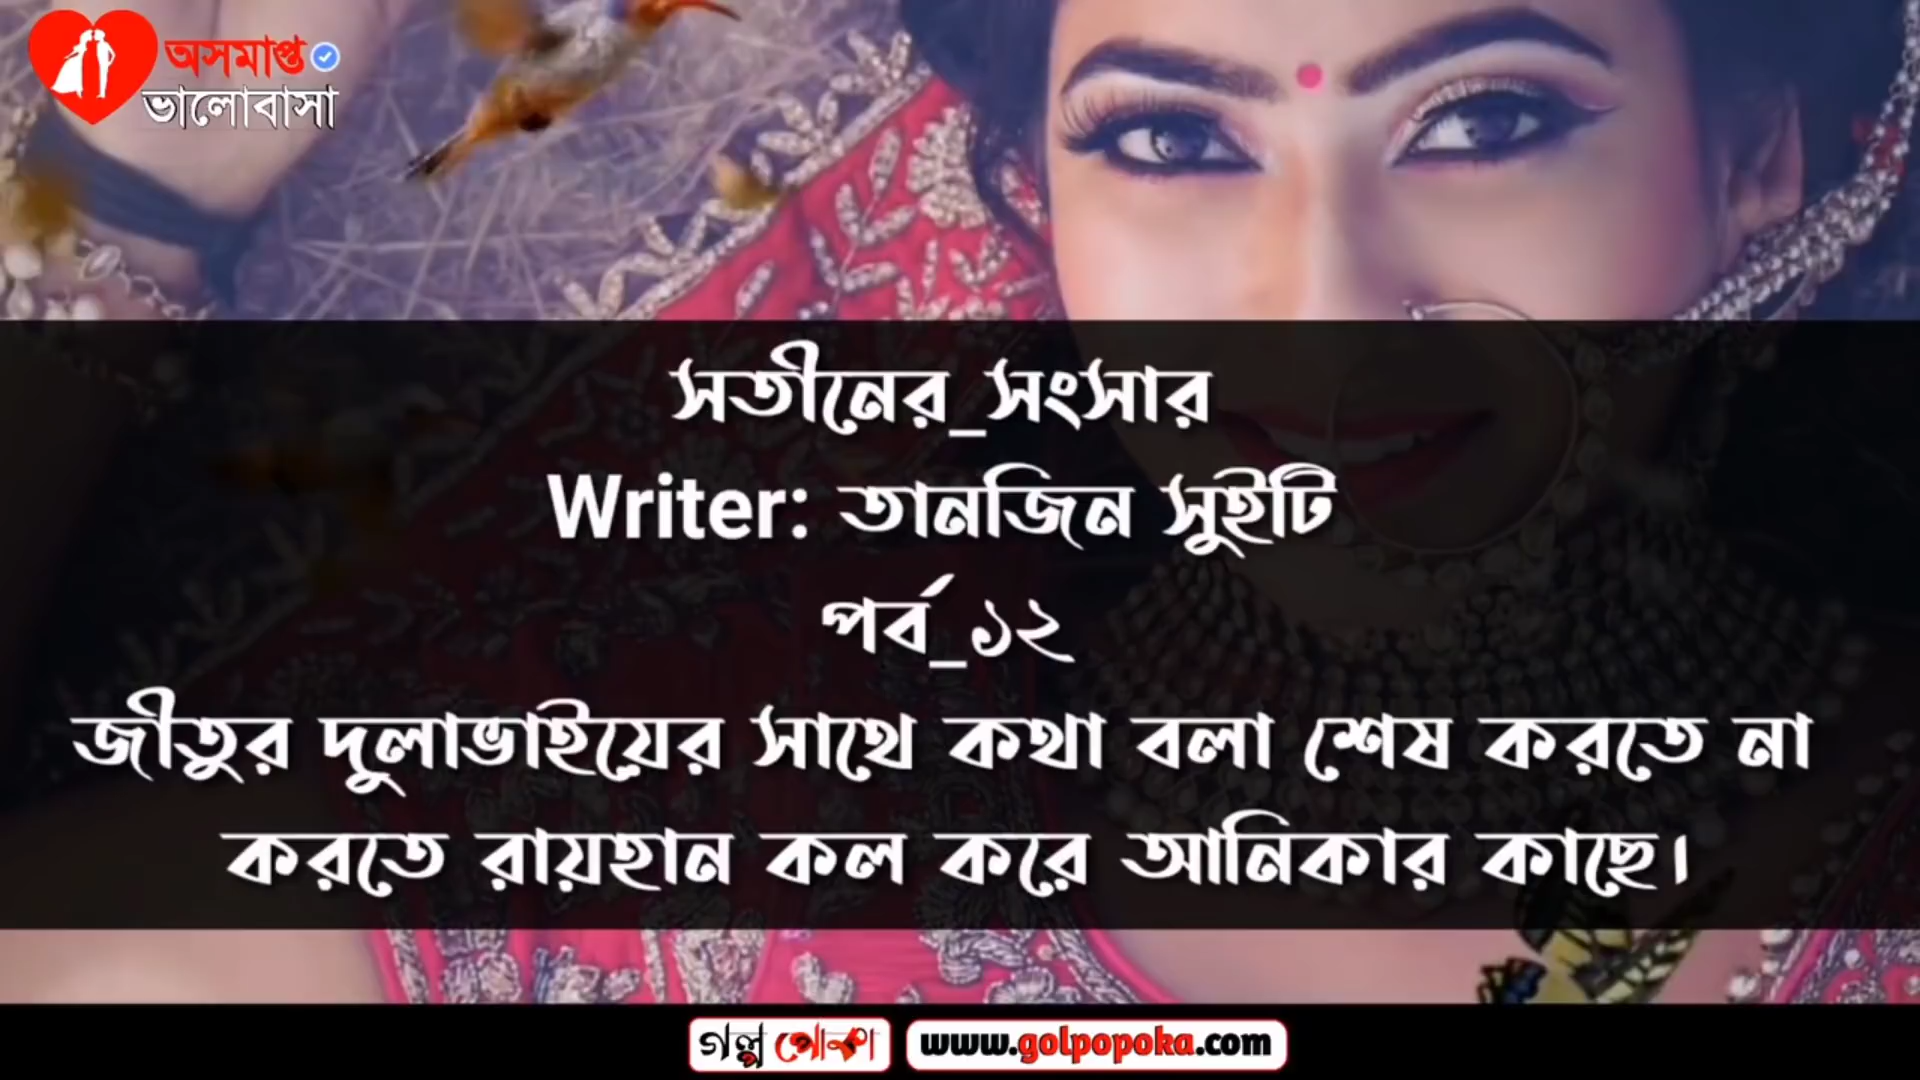 অসমাপ্ত
ভালোবাসা
সতীনের_সংসার
Writer: তানজিন সুইটি
পর্ব_১২
জীতুর দুলাভাইয়ের সাথে কথা বলা শেষ করতে না
করতে রায়হান কল করে আনিকার কাছে।
গল্প পোকা www.golpopoka.com